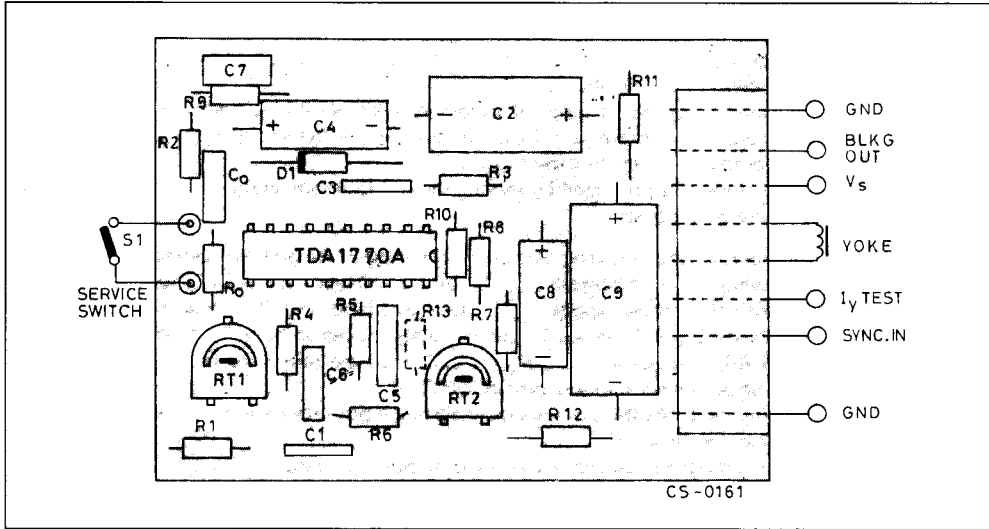 C7
R9
R2
+ C4 -
- C2 +
R11
GND
BLKG
OUT
D1
Co
C3
R3
Vs
S1
R10
R8
TDA1770A
YOKE
SERVICE
SWITCH
Ro
R4
R5
R13
R7
+
C8
-
+
C9
-
Iy TEST
SYNC.IN
RT1
C6
C5
RT2
R1
C1
R6
R12
GND
CS-0161